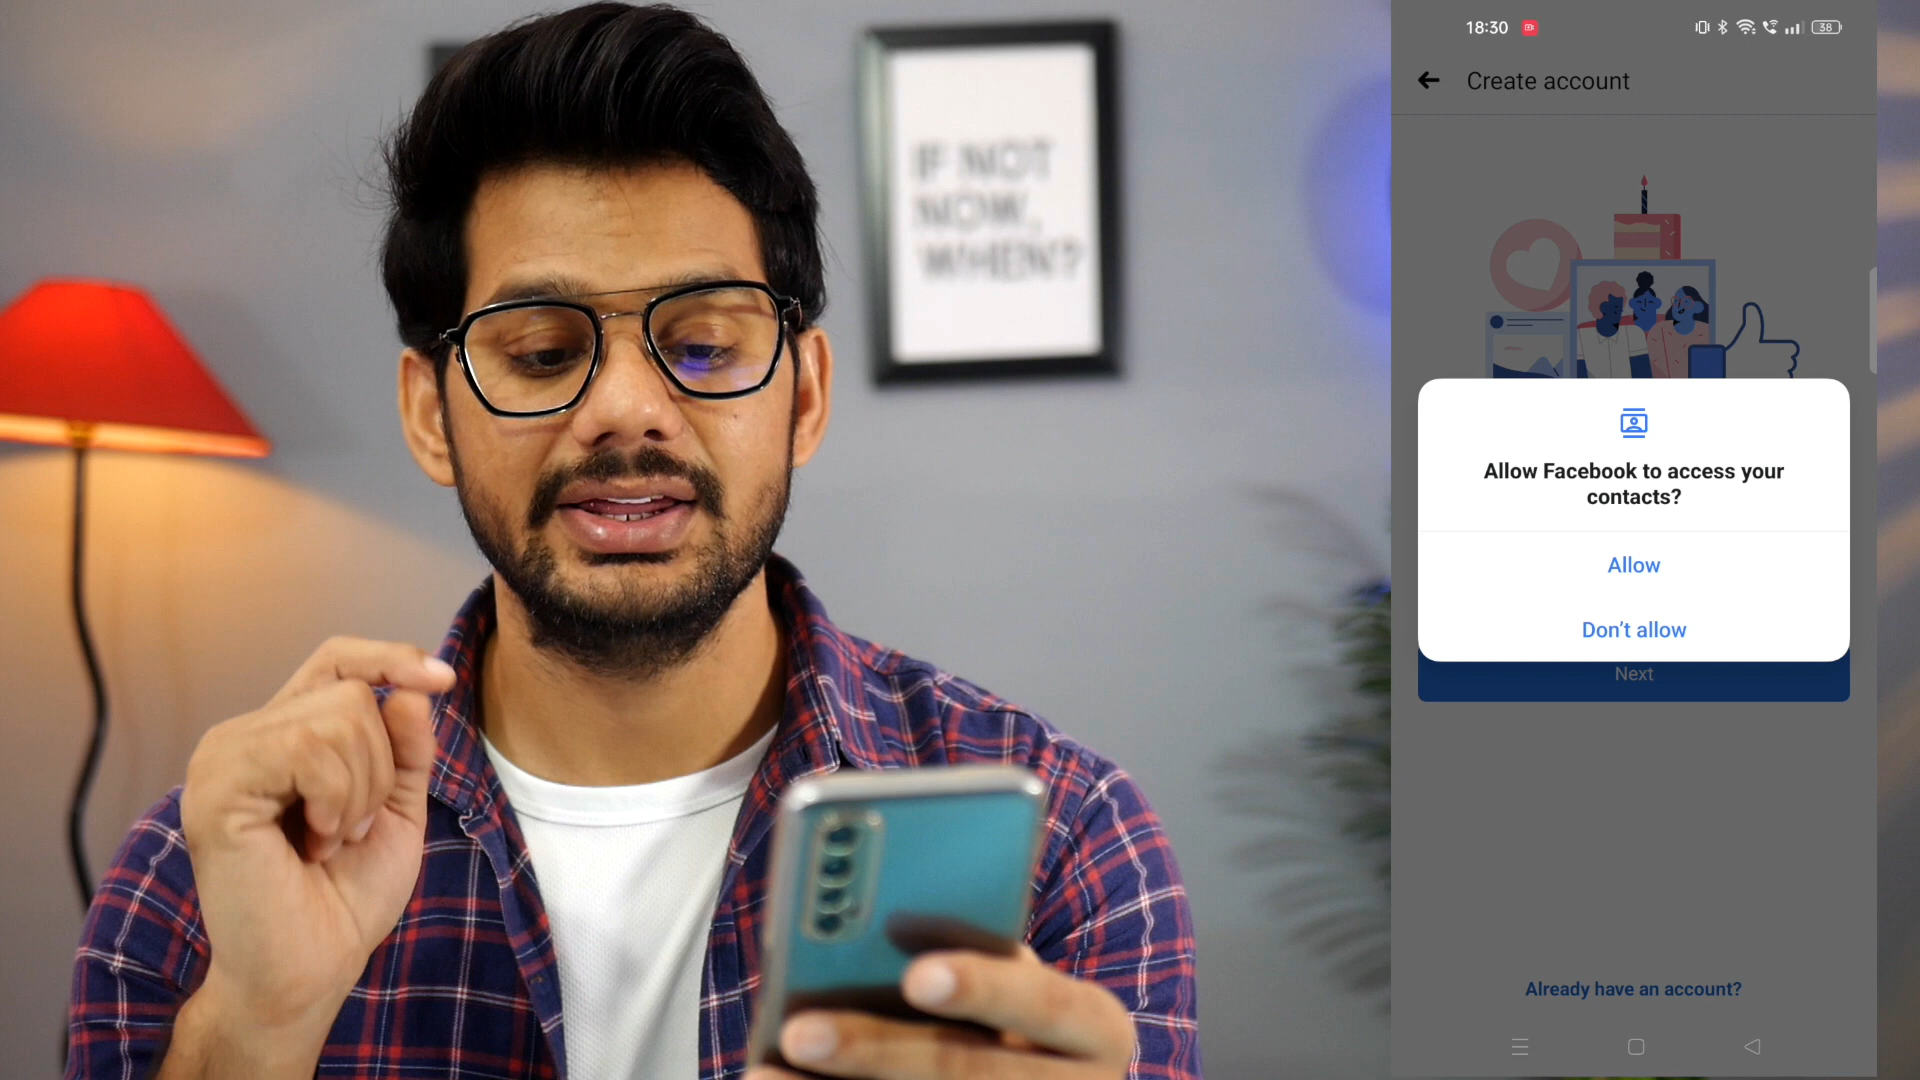 IF NOT
NOW,
WHEN?
18:30
38
Create account
Allow Facebook to access your
contacts?
Allow
Don’t allow
Next
Already have an account?